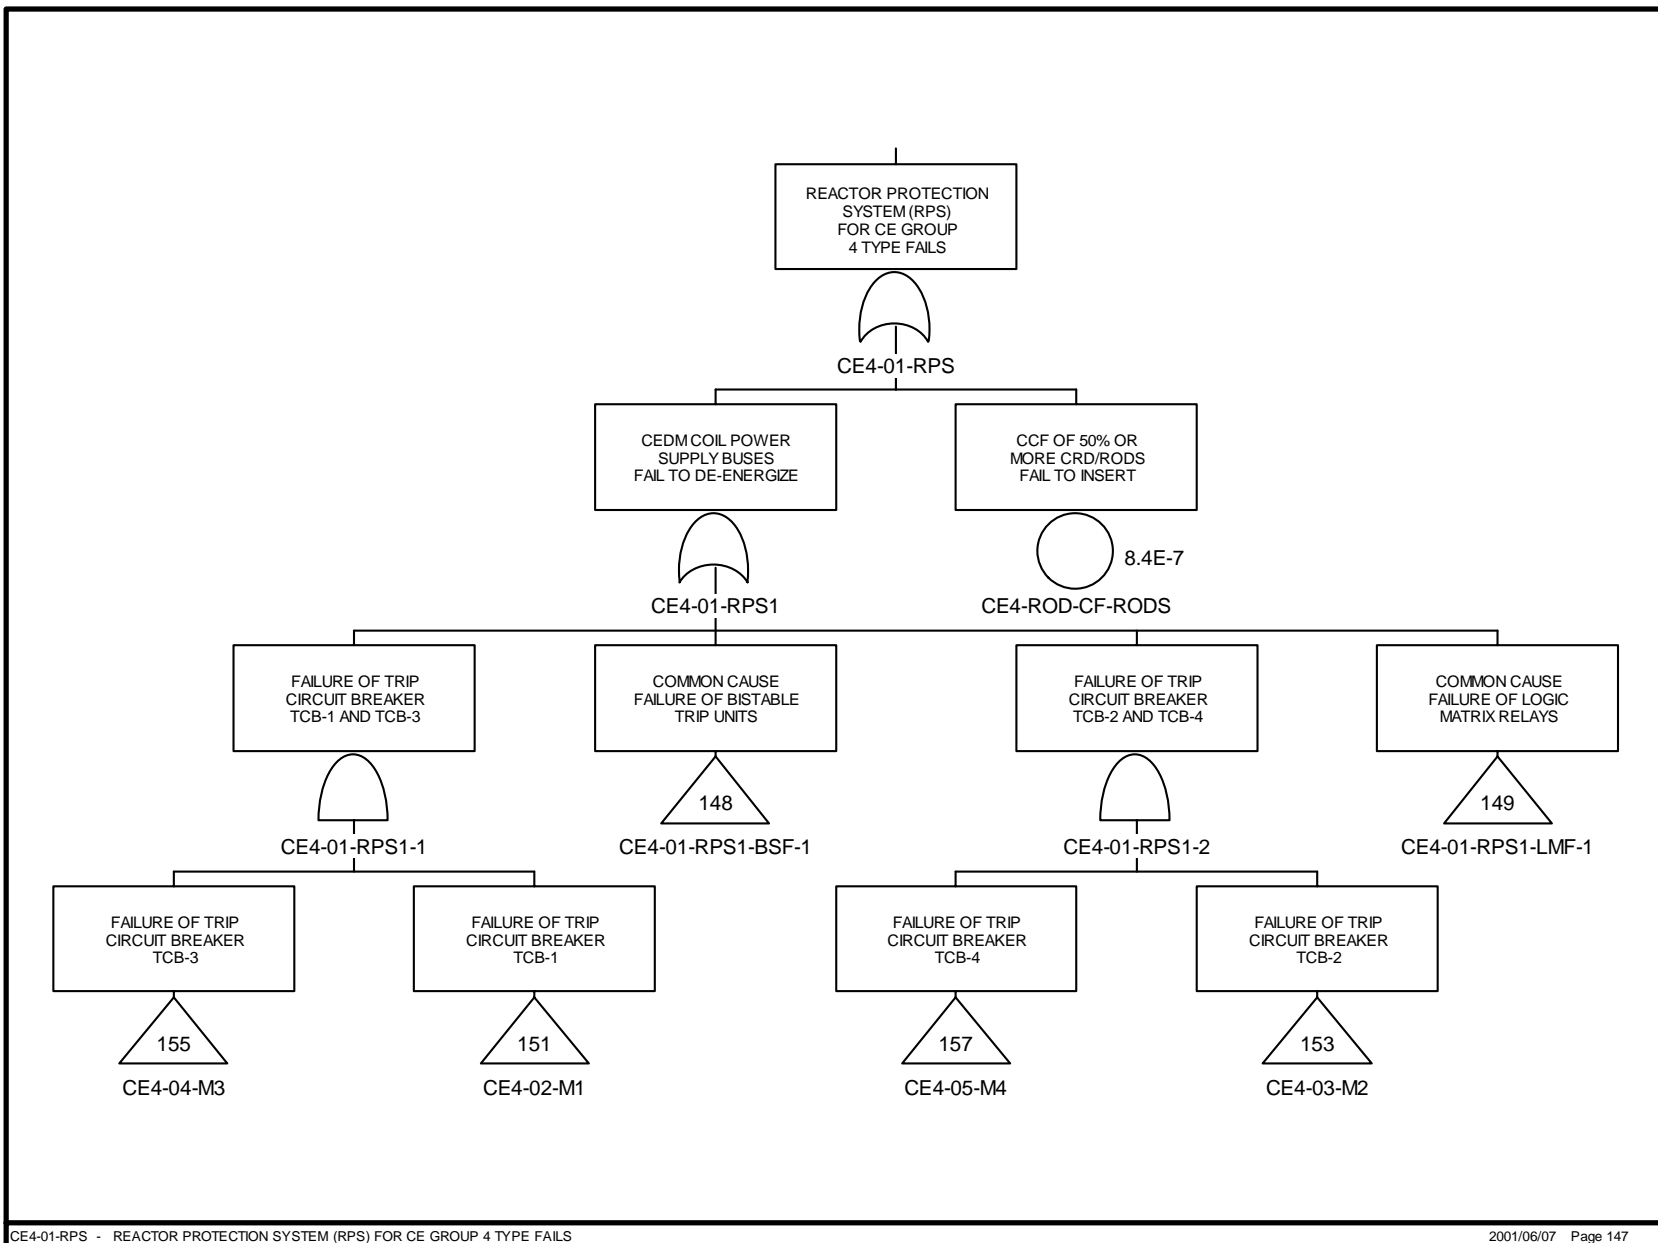 REACTOR PROTECTION
SYSTEM (RPS)
FOR CE GROUP
4 TYPE FAILS
CE4-01-RPS
CEDM COIL POWER
SUPPLY BUSES
FAIL TO DE-ENERGIZE
CCF OF 50% OR
MORE CRD/RODS
FAIL TO INSERT
8.4E-7
CE4-01-RPS1
CE4-ROD-CF-RODS
FAILURE OF TRIP
CIRCUIT BREAKER
TCB-1 AND TCB-3
COMMON CAUSE
FAILURE OF BISTABLE
TRIP UNITS
FAILURE OF TRIP
CIRCUIT BREAKER
TCB-2 AND TCB-4
COMMON CAUSE
FAILURE OF LOGIC
MATRIX RELAYS
148
149
CE4-01-RPS1-1
CE4-01-RPS1-BSF-1
CE4-01-RPS1-2
CE4-01-RPS1-LMF-1
FAILURE OF TRIP
CIRCUIT BREAKER
TCB-3
FAILURE OF TRIP
CIRCUIT BREAKER
TCB-1
FAILURE OF TRIP
CIRCUIT BREAKER
TCB-4
FAILURE OF TRIP
CIRCUIT BREAKER
TCB-2
155
151
157
153
CE4-04-M3
CE4-02-M1
CE4-05-M4
CE4-03-M2
CE4-01-RPS - REACTOR PROTECTION SYSTEM (RPS) FOR CE GROUP 4 TYPE FAILS
2001/06/07 Page 147